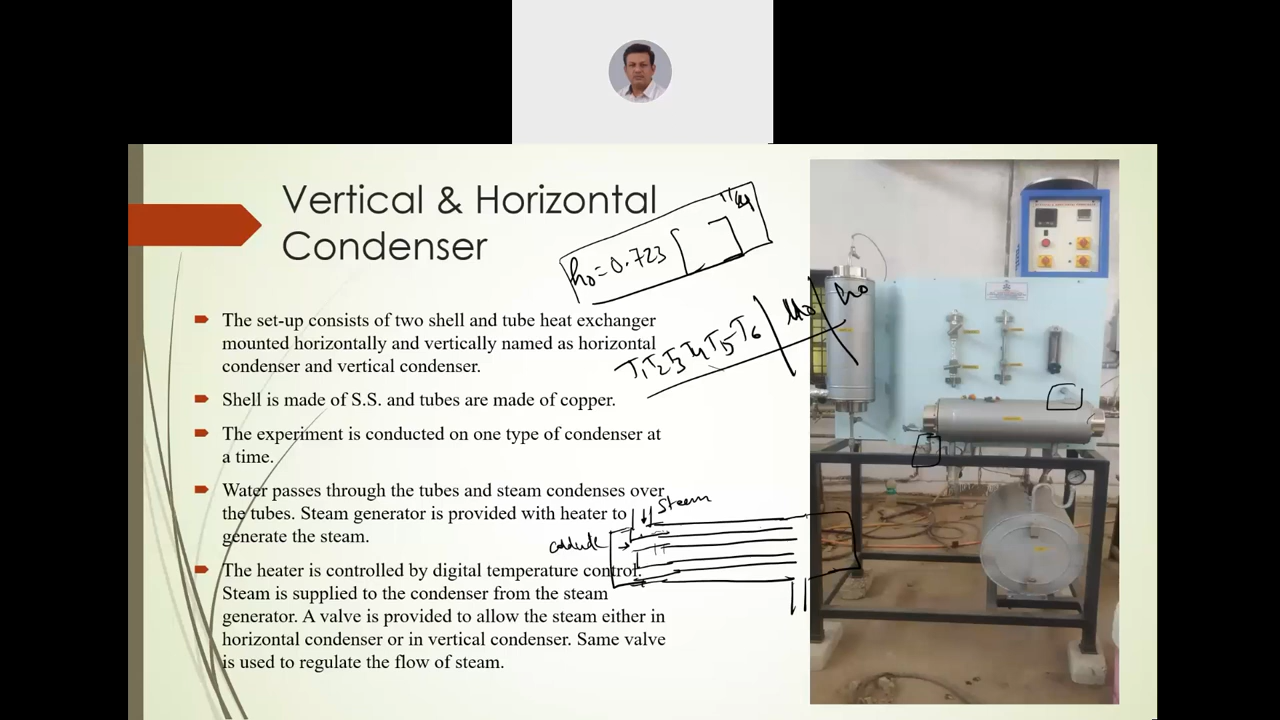 Vertical & Horizontal
Condenser
h₀=0.723 [ ]^1/4
T₁ T₂ T₃ T₄ T₅ T₆ | U₀ | h₀
The set-up consists of two shell and tube heat exchanger
mounted horizontally and vertically named as horizontal
condenser and vertical condenser.
Shell is made of S.S. and tubes are made of copper.
The experiment is conducted on one type of condenser at
a time.
Water passes through the tubes and steam condenses over
the tubes. Steam generator is provided with heater to
generate the steam.
Steam
The heater is controlled by digital temperature control.
Steam is supplied to the condenser from the steam
generator. A valve is provided to allow the steam either in
horizontal condenser or in vertical condenser. Same valve
is used to regulate the flow of steam.